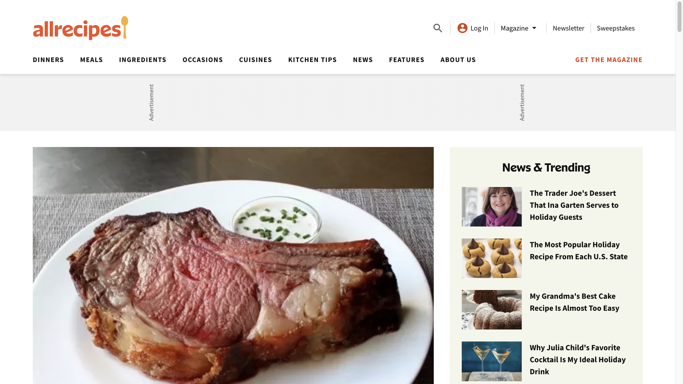 allrecipes
Log In
Magazine
Newsletter
Sweepstakes
DINNERS
MEALS
INGREDIENTS
OCCASIONS
CUISINES
KITCHEN TIPS
NEWS
FEATURES
ABOUT US
GET THE MAGAZINE
Advertisement
Advertisement
News & Trending
The Trader Joe's Dessert
That Ina Garten Serves to
Holiday Guests
The Most Popular Holiday
Recipe From Each U.S. State
My Grandma's Best Cake
Recipe Is Almost Too Easy
Why Julia Child's Favorite
Cocktail Is My Ideal Holiday
Drink